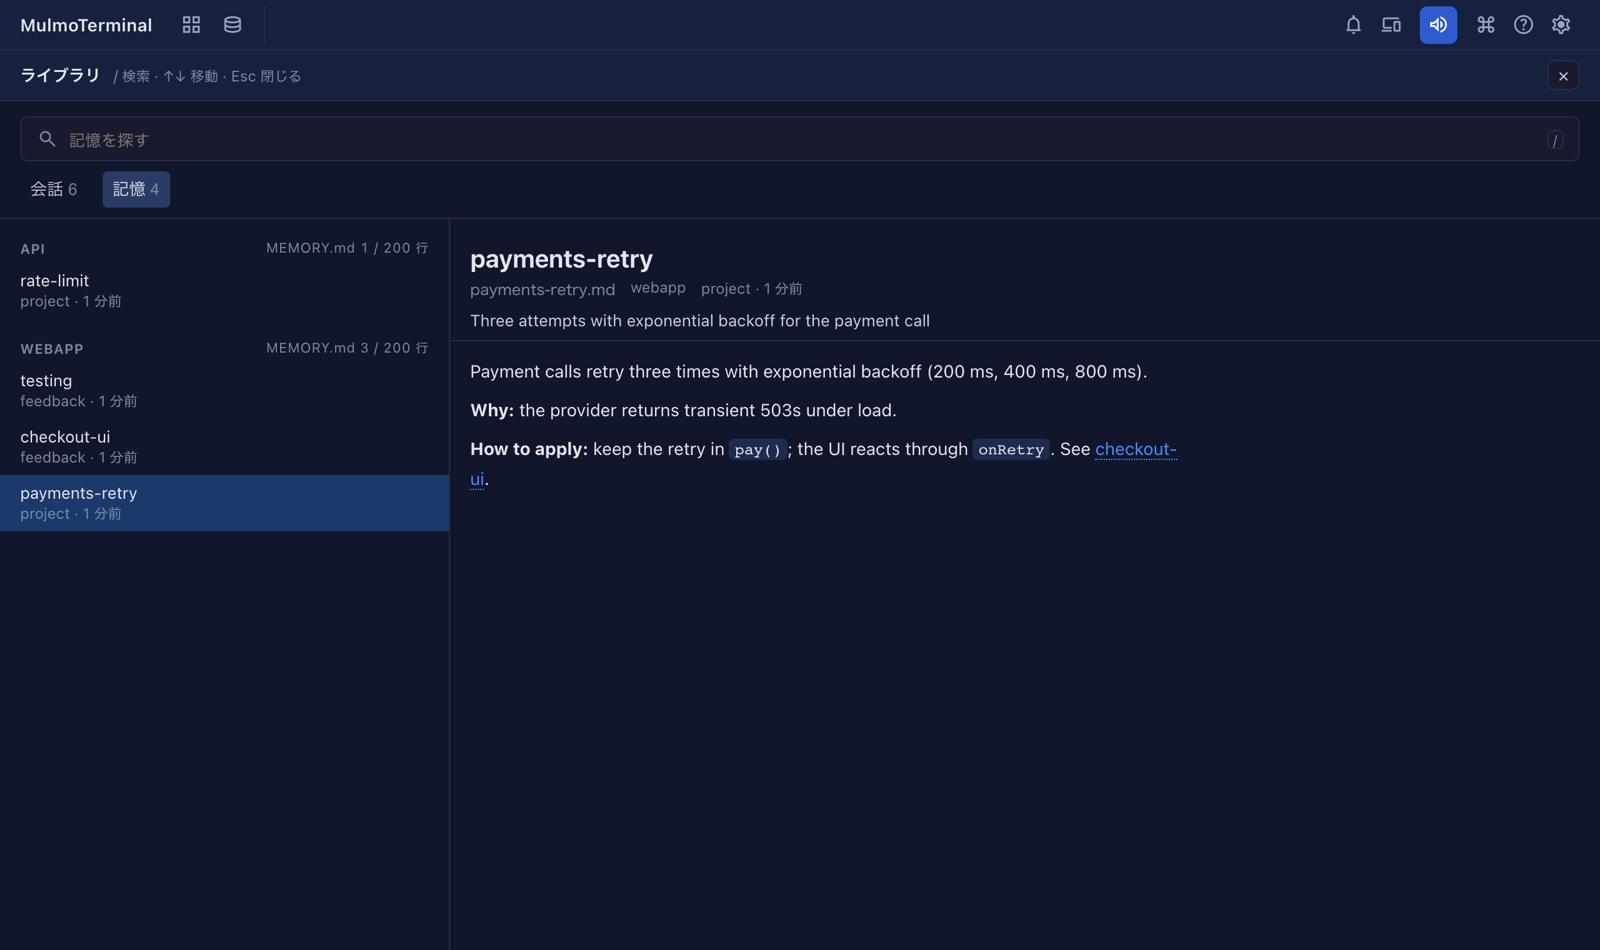 MulmoTerminal
ライブラリ / 検索 · ↑↓ 移動 · Esc 閉じる
記憶を探す /
会話 6 記憶 4
API MEMORY.md 1 / 200 行
rate-limit
project · 1 分前
WEBAPP MEMORY.md 3 / 200 行
testing
feedback · 1 分前
checkout-ui
feedback · 1 分前
payments-retry
project · 1 分前
payments-retry
payments-retry.md webapp project · 1 分前
Three attempts with exponential backoff for the payment call
Payment calls retry three times with exponential backoff (200 ms, 400 ms, 800 ms).
Why: the provider returns transient 503s under load.
How to apply: keep the retry in pay(); the UI reacts through onRetry. See checkout-
ui.